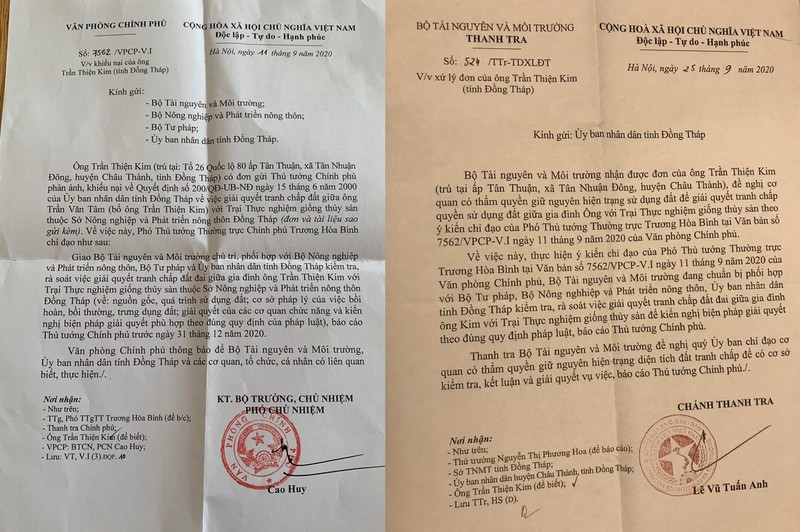 VĂN PHÒNG CHÍNH PHỦ
CỘNG HÒA XÃ HỘI CHỦ NGHĨA VIỆT NAM
Độc lập - Tự do - Hạnh phúc
Số: 7562 /VPCP-V.I
V/v khiếu nại của ông
Trần Thiện Kim (tỉnh Đồng Tháp)
Hà Nội, ngày 11 tháng 9 năm 2020
Kính gửi:
- Bộ Tài nguyên và Môi trường;
- Bộ Nông nghiệp và Phát triển nông thôn;
- Bộ Tư pháp;
- Ủy ban nhân dân tỉnh Đồng Tháp.
Ông Trần Thiện Kim (trú tại: Tổ 26 Quốc lộ 80 ấp Tân Thuận, xã Tân Nhuận
Đông, huyện Châu Thành, tỉnh Đồng Tháp) có đơn gửi Thủ tướng Chính phủ
phản ánh, khiếu nại về Quyết định số 200/QĐ-UB-NĐ ngày 15 tháng 6 năm 2000
của Ủy ban nhân dân tỉnh Đồng Tháp về việc giải quyết tranh chấp đất giữa ông
Trần Văn Tâm (bố ông Trần Thiện Kim) với Trại Thực nghiệm giống thủy sản
thuộc Sở Nông nghiệp và Phát triển nông thôn Đồng Tháp (đơn và tài liệu sao
gửi kèm). Về việc này, Phó Thủ tướng Thường trực Chính phủ Trương Hòa Bình
chỉ đạo như sau:
Giao Bộ Tài nguyên và Môi trường chủ trì, phối hợp với Bộ Nông nghiệp
và Phát triển nông thôn, Bộ Tư pháp và Ủy ban nhân dân tỉnh Đồng Tháp kiểm tra,
rà soát việc giải quyết tranh chấp đất đai giữa gia đình ông Trần Thiện Kim với
Trại Thực nghiệm giống thủy sản thuộc Sở Nông nghiệp và Phát triển nông thôn
Đồng Tháp (về: nguồn gốc, quá trình sử dụng đất; cơ sở pháp lý của việc bồi
hoàn, bồi thường, trưng dụng đất; giải quyết của các cơ quan chức năng và kiến
nghị biện pháp giải quyết phù hợp theo đúng quy định của pháp luật), báo cáo
Thủ tướng Chính phủ trước ngày 31 tháng 12 năm 2020.
Văn phòng Chính phủ thông báo để Bộ Tài nguyên và Môi trường,
Ủy ban nhân dân tỉnh Đồng Tháp và các cơ quan, tổ chức, cá nhân có liên quan
biết, thực hiện./.
Nơi nhận:
- Như trên;
- TTg, Phó TTgTT Trương Hòa Bình (để b/c);
- Thanh tra Chính phủ;
- Ông Trần Thiện Kim (để biết);
- VPCP: BTCN, PCN Cao Huy;
- Lưu: VT, V.I (3).DQP. 10
KT. BỘ TRƯỞNG, CHỦ NHIỆM
PHÓ CHỦ NHIỆM
VĂN PHÒNG CHÍNH PHỦ
Cao Huy
BỘ TÀI NGUYÊN VÀ MÔI TRƯỜNG
THANH TRA
CỘNG HOÀ XÃ HỘI CHỦ NGHĨA VIỆT NAM
Độc lập - Tự do - Hạnh phúc
Số: 524 /TTr-TDXLĐT
V/v xử lý đơn của ông Trần Thiện Kim
(tỉnh Đồng Tháp)
Hà Nội, ngày 25 tháng 9 năm 2020
Kính gửi: Ủy ban nhân dân tỉnh Đồng Tháp
Bộ Tài nguyên và Môi trường nhận được đơn của ông Trần Thiện Kim
(trú tại ấp Tân Thuận, xã Tân Nhuận Đông, huyện Châu Thành), đề nghị cơ
quan có thẩm quyền giữ nguyên hiện trạng sử dụng đất để giải quyết tranh chấp
quyền sử dụng đất giữa gia đình Ông với Trại Thực nghiệm giống thủy sản theo
ý kiến chỉ đạo của Phó Thủ tướng Thường trực Trương Hòa Bình tại Văn bản số
7562/VPCP-V.I ngày 11 tháng 9 năm 2020 của Văn phòng Chính phủ.
Về việc này, thực hiện ý kiến chỉ đạo của Phó Thủ tướng Thường trực
Trương Hòa Bình tại Văn bản số 7562/VPCP-V.I ngày 11 tháng 9 năm 2020 của
Văn phòng Chính phủ, Bộ Tài nguyên và Môi trường đang chuẩn bị phối hợp
với Bộ Tư pháp, Bộ Nông nghhiệp và Phát triển nông thôn, Ủy ban nhân dân
tỉnh Đồng Tháp kiểm tra, rà soát việc giải quyết tranh chấp đất đai giữa gia đình
ông Kim với Trại Thực nghiệm giống thủy sản để kiến nghị biện pháp giải quyết
theo đúng quy định pháp luật, báo cáo Thủ tướng Chính phủ.
Thanh tra Bộ Tài nguyên và Môi trường đề nghị quý Ủy ban chỉ đạo cơ
quan có thẩm quyền giữ nguyên hiện trạng diện tích đất tranh chấp để có cơ sở
kiểm tra, kết luận và giải quyết vụ việc, báo cáo Thủ tướng Chính phủ./.
Nơi nhận:
- Như trên;
- Thứ trưởng Nguyễn Thị Phương Hoa (để báo cáo);
- Sở TNMT tỉnh Đồng Tháp;
- Ủy ban nhân dân huyện Châu Thành, tỉnh Đồng Tháp;
- Ông Trần Thiện Kim (để biết);
- Lưu TTr, HS (D).
CHÁNH THANH TRA
Lê Vũ Tuấn Anh